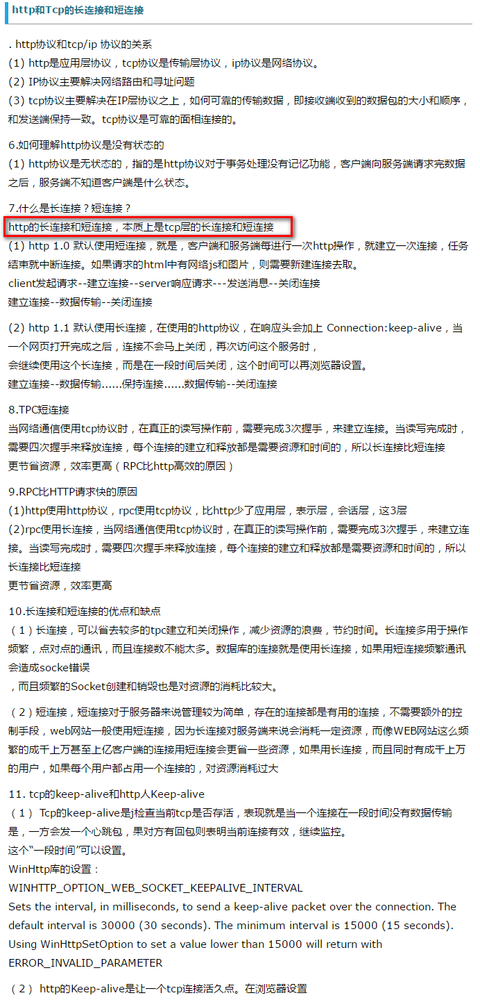 http和Tcp的长连接和短连接
. http协议和tcp/ip 协议的关系
(1) http是应用层协议，tcp协议是传输层协议，ip协议是网络协议。
(2) IP协议主要解决网络路由和寻址问题
(3) tcp协议主要解决在IP层协议之上，如何可靠的传输数据，即接收端收到的数据包的大小和顺序，
和发送端保持一致。tcp协议是可靠的面相连接的。
6.如何理解http协议是没有状态的
(1) http协议是无状态的，指的是http协议对于事务处理没有记忆功能，客户端向服务端请求完数据
之后，服务端不知道客户端是什么状态。
7.什么是长连接？短连接？
http的长连接和短连接，本质上是tcp层的长连接和短连接
(1) http 1.0 默认使用短连接，就是，客户端和服务端每进行一次http操作，就建立一次连接，任务
结束就中断连接。如果请求的html中有网络js和图片，则需要新建连接去取。
client发起请求--建立连接--server响应请求---发送消息--关闭连接
建立连接--数据传输--关闭连接
(2) http 1.1 默认使用长连接，在使用的http协议，在响应头会加上 Connection:keep-alive，当
一个网页打开完成之后，连接不会马上关闭，再次访问这个服务时，
会继续使用这个长连接，而是在一段时间后关闭，这个时间可以再浏览器设置。
建立连接--数据传输......保持连接......数据传输--关闭连接
8.TPC短连接
当网络通信使用tcp协议时，在真正的读写操作前，需要完成3次握手，来建立连接。当读写完成时，
需要四次握手来释放连接，每个连接的建立和释放都是需要资源和时间的，所以长连接比短连接
更节省资源，效率更高（RPC比http高效的原因）
9.RPC比HTTP请求快的原因
(1)http使用http协议，rpc使用tcp协议，比http少了应用层，表示层，会话层，这3层
(2)rpc使用长连接，当网络通信使用tcp协议时，在真正的读写操作前，需要完成3次握手，来建立连
接。当读写完成时，需要四次握手来释放连接，每个连接的建立和释放都是需要资源和时间的，所以
长连接比短连接
更节省资源，效率更高
10.长连接和短连接的优点和缺点
（1）长连接，可以省去较多的tpc建立和关闭操作，减少资源的浪费，节约时间。长连接多用于操作
频繁，点对点的通讯，而且连接数不能太多。数据库的连接就是使用长连接，如果用短连接频繁通讯
会造成socke错误
，而且频繁的Socket创建和销毁也是对资源的消耗比较大。
（2）短连接，短连接对于服务器来说管理较为简单，存在的连接都是有用的连接，不需要额外的控
制手段，web网站一般使用短连接，因为长连接对服务端来说会消耗一定资源，而像WEB网站这么频
繁的成千上万甚至上亿客户端的连接用短连接会更省一些资源，如果用长连接，而且同时有成千上万
的用户，如果每个用户都占用一个连接的，对资源消耗过大
11. tcp的keep-alive和http人Keep-alive
（1） Tcp的keep-alive是j检查当前tcp是否存活，表现就是当一个连接在一段时间没有数据传输
是，一方会发一个心跳包，果对方有回包则表明当前连接有效，继续监控。
这个“一段时间”可以设置。
WinHttp库的设置：
WINHTTP_OPTION_WEB_SOCKET_KEEPALIVE_INTERVAL
Sets the interval, in milliseconds, to send a keep-alive packet over the connection. The
default interval is 30000 (30 seconds). The minimum interval is 15000 (15 seconds).
Using WinHttpSetOption to set a value lower than 15000 will return with
ERROR_INVALID_PARAMETER
（2） http的Keep-alive是让一个tcp连接活久点。在浏览器设置